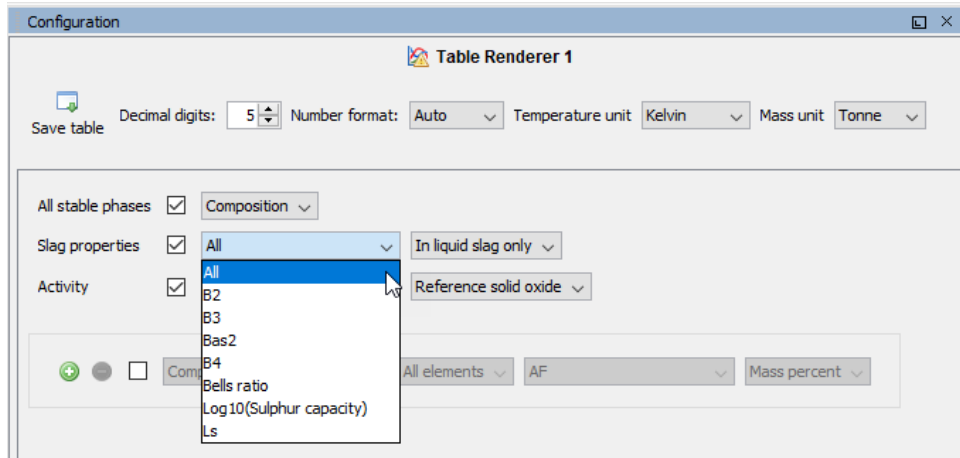 Configuration
Table Renderer 1
Save table
Decimal digits: 5 Number format: Auto Temperature unit Kelvin Mass unit Tonne
All stable phases Composition
Slag properties All In liquid slag only
Activity Reference solid oxide
All
B2
B3
Bas2
B4
Bells ratio
Log10(Sulphur capacity)
Ls
All elements AF Mass percent